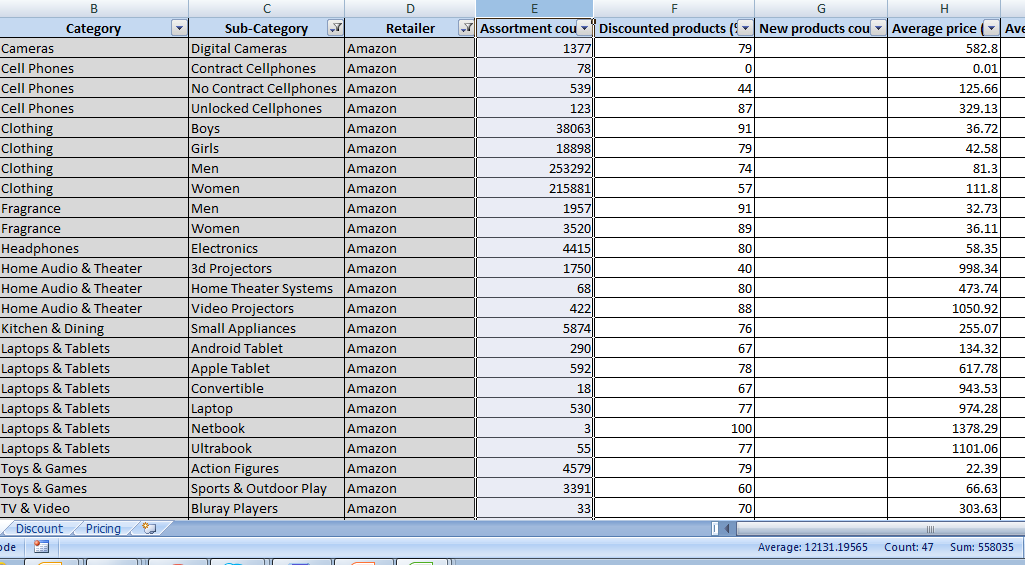 B C D E F G H
Category Sub-Category Retailer Assortment cou Discounted products (% New products cou Average price ( Ave
Cameras Digital Cameras Amazon 1377 79 582.8
Cell Phones Contract Cellphones Amazon 78 0 0.01
Cell Phones No Contract Cellphones Amazon 539 44 125.66
Cell Phones Unlocked Cellphones Amazon 123 87 329.13
Clothing Boys Amazon 38063 91 36.72
Clothing Girls Amazon 18898 79 42.58
Clothing Men Amazon 253292 74 81.3
Clothing Women Amazon 215881 57 111.8
Fragrance Men Amazon 1957 91 32.73
Fragrance Women Amazon 3520 89 36.11
Headphones Electronics Amazon 4415 80 58.35
Home Audio & Theater 3d Projectors Amazon 1750 40 998.34
Home Audio & Theater Home Theater Systems Amazon 68 80 473.74
Home Audio & Theater Video Projectors Amazon 422 88 1050.92
Kitchen & Dining Small Appliances Amazon 5874 76 255.07
Laptops & Tablets Android Tablet Amazon 290 67 134.32
Laptops & Tablets Apple Tablet Amazon 592 78 617.78
Laptops & Tablets Convertible Amazon 18 67 943.53
Laptops & Tablets Laptop Amazon 530 77 974.28
Laptops & Tablets Netbook Amazon 3 100 1378.29
Laptops & Tablets Ultrabook Amazon 55 77 1101.06
Toys & Games Action Figures Amazon 4579 79 22.39
Toys & Games Sports & Outdoor Play Amazon 3391 60 66.63
TV & Video Bluray Players Amazon 33 70 303.63
Discount Pricing
ode Average: 12131.19565 Count: 47 Sum: 558035